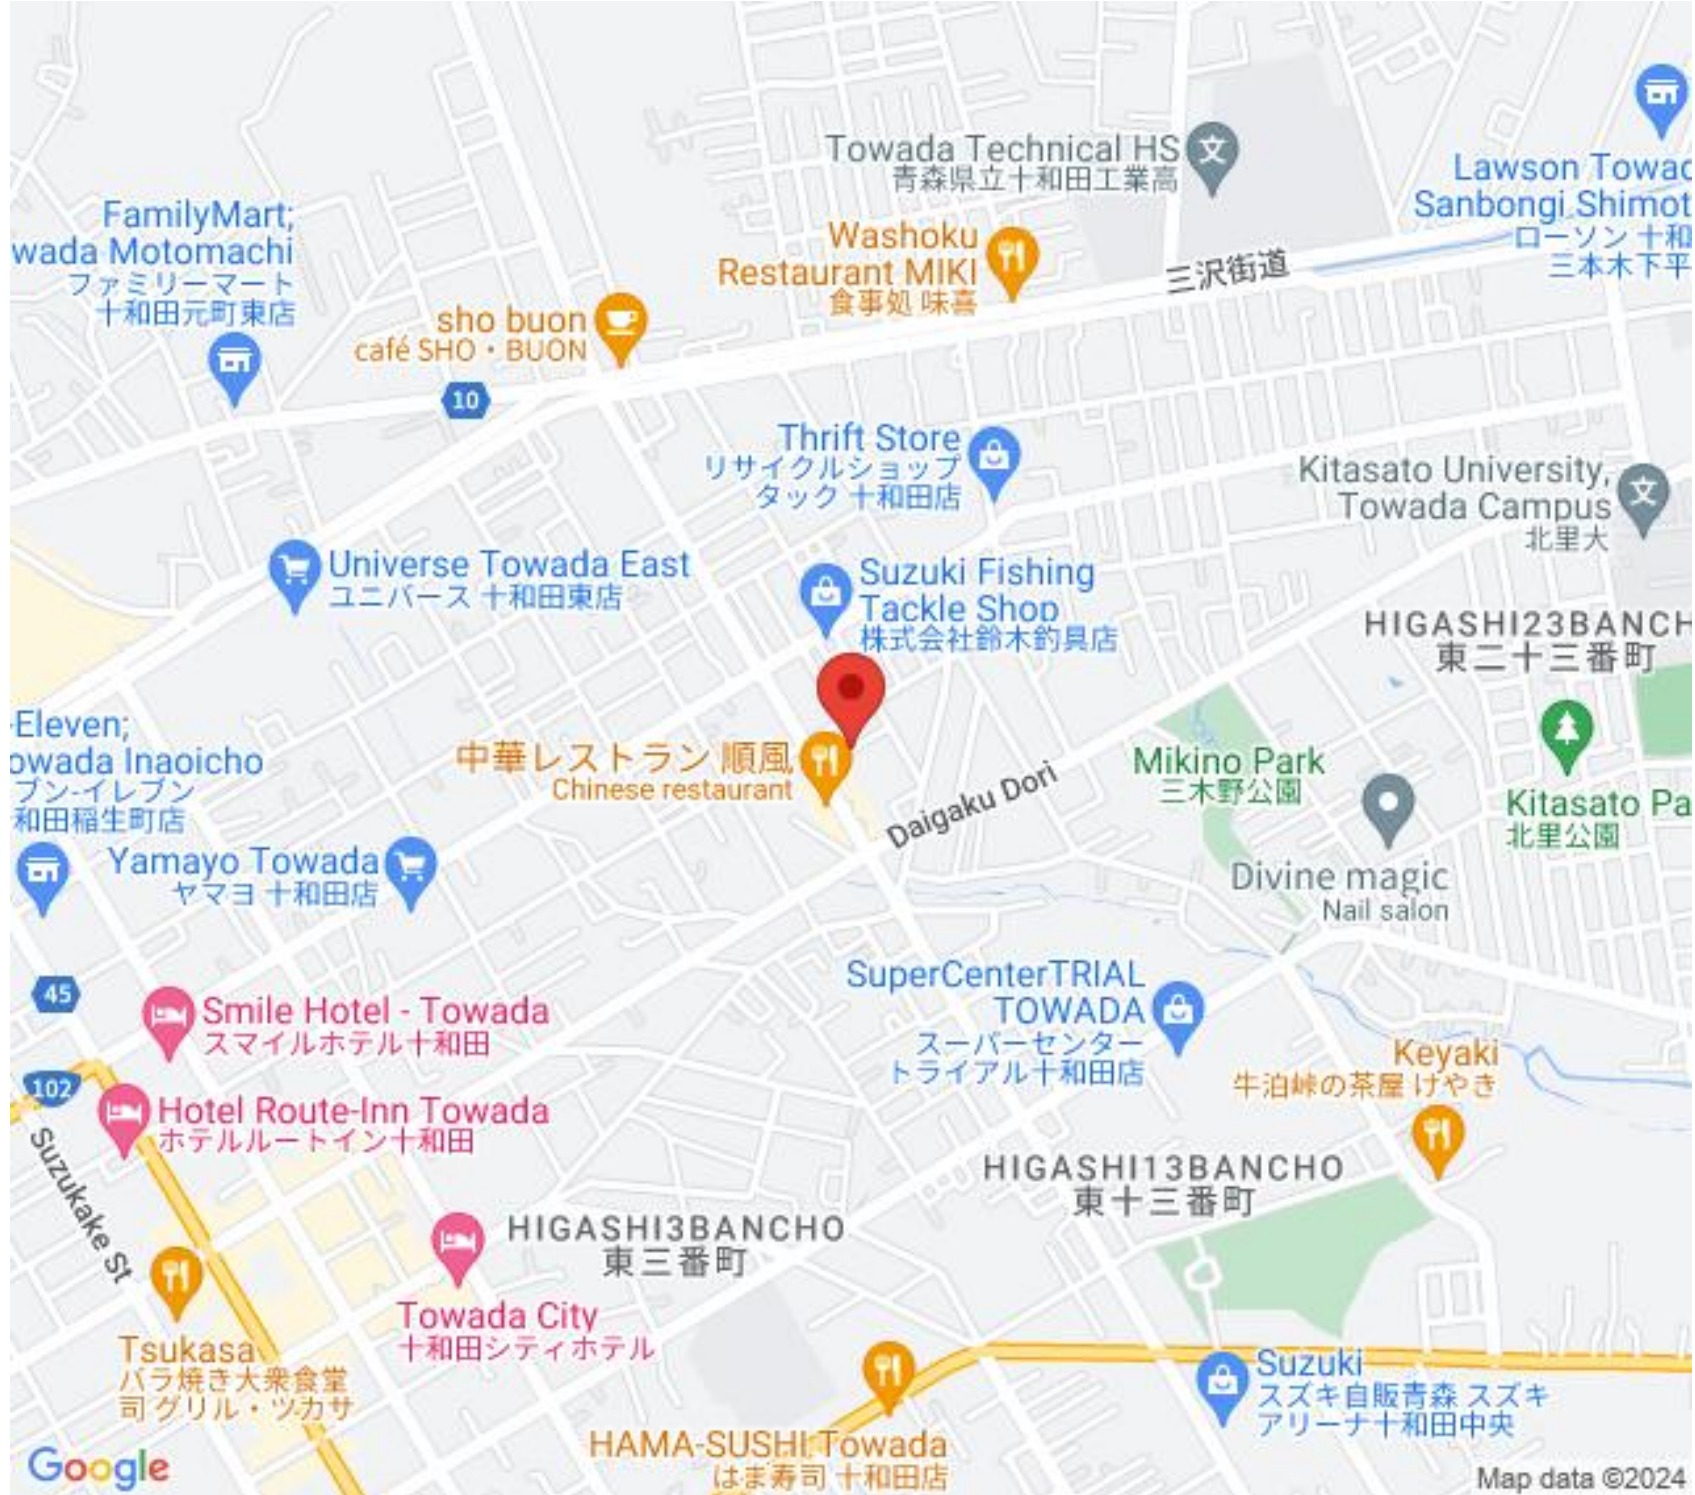 Towada Technical HS
青森県立十和田工業高
Lawson Towad
Sanbongi Shimot
ローソン 十和
三本木下平
FamilyMart;
wada Motomachi
ファミリーマート
十和田元町東店
Washoku
Restaurant MIKI
食事処 味喜
三沢街道
sho buon
café SHO・BUON
10
Thrift Store
リサイクルショップ
タック 十和田店
Kitasato University,
Towada Campus
北里大
Universe Towada East
ユニバース 十和田東店
Suzuki Fishing
Tackle Shop
株式会社鈴木釣具店
HIGASHI23BANCH
東二十三番町
-Eleven;
owada Inaoicho
ブン-イレブン
和田稲生町店
中華レストラン 順風
Chinese restaurant
Daigaku Dori
Mikino Park
三木野公園
Kitasato Pa
北里公園
Yamayo Towada
ヤマヨ 十和田店
Divine magic
Nail salon
45
Smile Hotel - Towada
スマイルホテル十和田
SuperCenterTRIAL
TOWADA
スーパーセンター
トライアル十和田店
Keyaki
牛泊峠の茶屋 けやき
102
Hotel Route-Inn Towada
ホテルルートイン十和田
Suzukake St
HIGASHI13BANCHO
東十三番町
HIGASHI3BANCHO
東三番町
Towada City
十和田シティホテル
Tsukasa
バラ焼き大衆食堂
司 グリル・ツカサ
Suzuki
スズキ自販青森 スズキ
アリーナ十和田中央
HAMA-SUSHI Towada
はま寿司 十和田店
Google
Map data ©2024